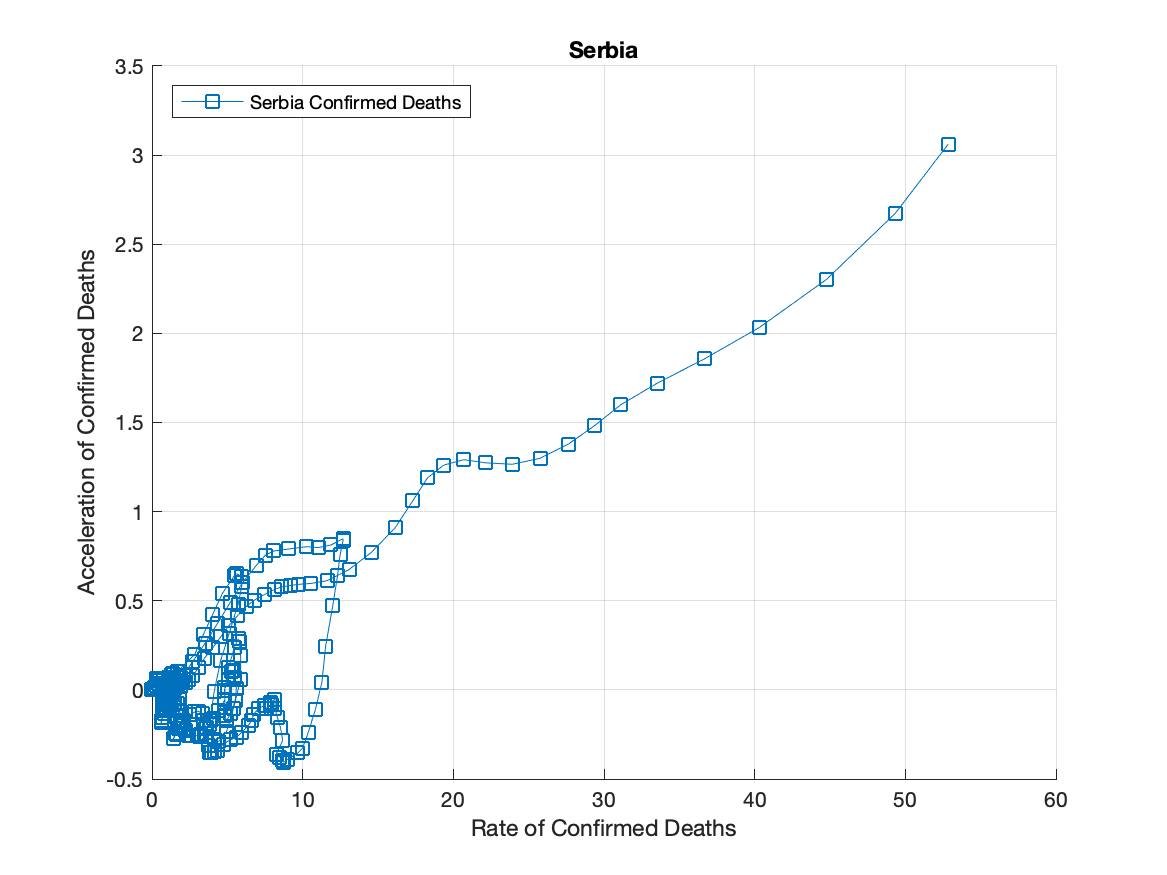 Serbia
3.5
Serbia Confirmed Deaths
3
2.5
2
1.5
1
0.5
0
-0.5
Acceleration of Confirmed Deaths
0 10 20 30 40 50 60
Rate of Confirmed Deaths